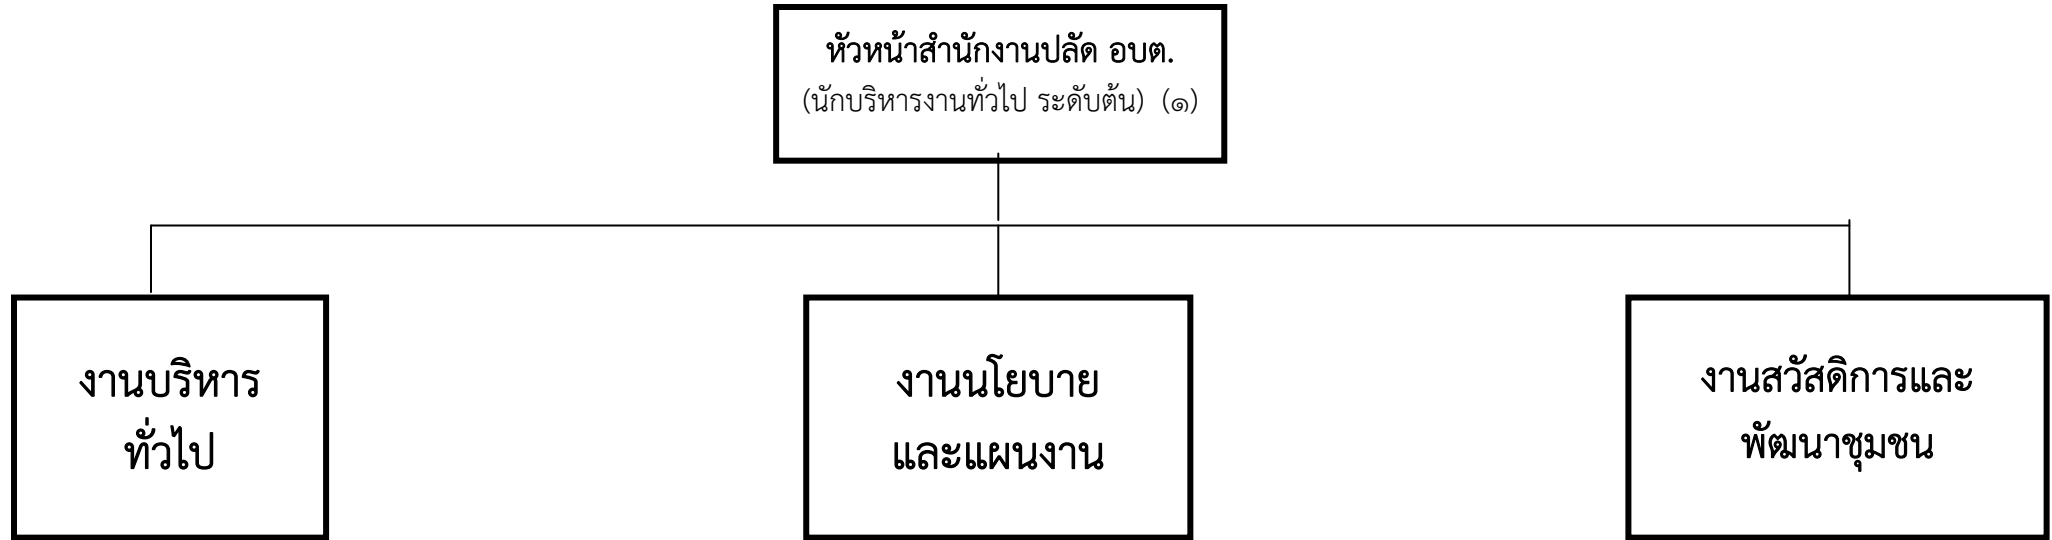 หัวหน้าสำนักงานปลัด อบต.
(นักบริหารงานทั่วไป ระดับต้น) (๑)
งานบริหาร
ทั่วไป
งานนโยบาย
และแผนงาน
งานสวัสดิการและ
พัฒนาชุมชน